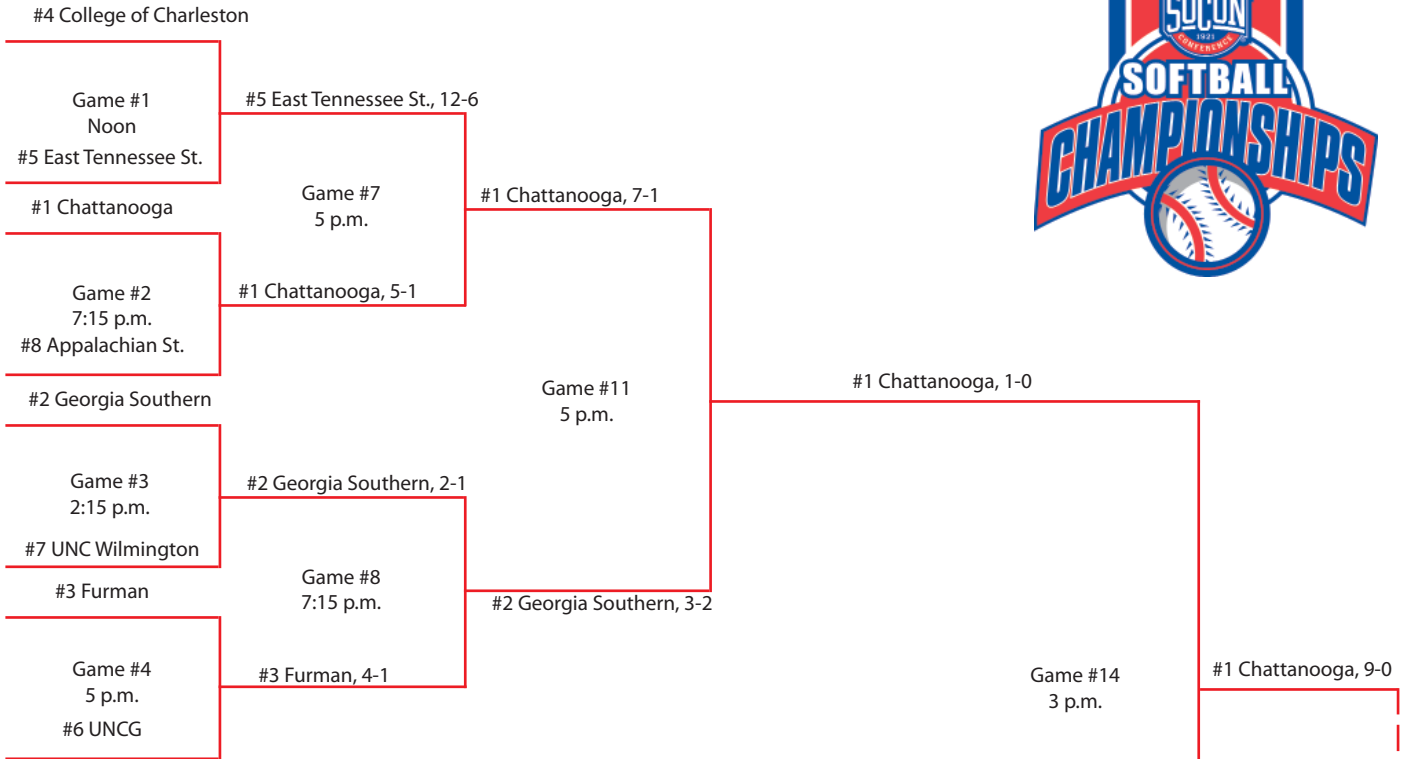 #4 College of Charleston
Game #1
Noon
#5 East Tennessee St.
#5 East Tennessee St., 12-6
#1 Chattanooga
Game #2
7:15 p.m.
#8 Appalachian St.
#1 Chattanooga, 5-1
Game #7
5 p.m.
#1 Chattanooga, 7-1
#2 Georgia Southern
Game #3
2:15 p.m.
#7 UNC Wilmington
#2 Georgia Southern, 2-1
#3 Furman
Game #4
5 p.m.
#6 UNCG
#3 Furman, 4-1
Game #8
7:15 p.m.
#2 Georgia Southern, 3-2
Game #11
5 p.m.
#1 Chattanooga, 1-0
Game #14
3 p.m.
#1 Chattanooga, 9-0
SOCON
1921
CONFERENCE
SOFTBALL
CHAMPIONSHIPS